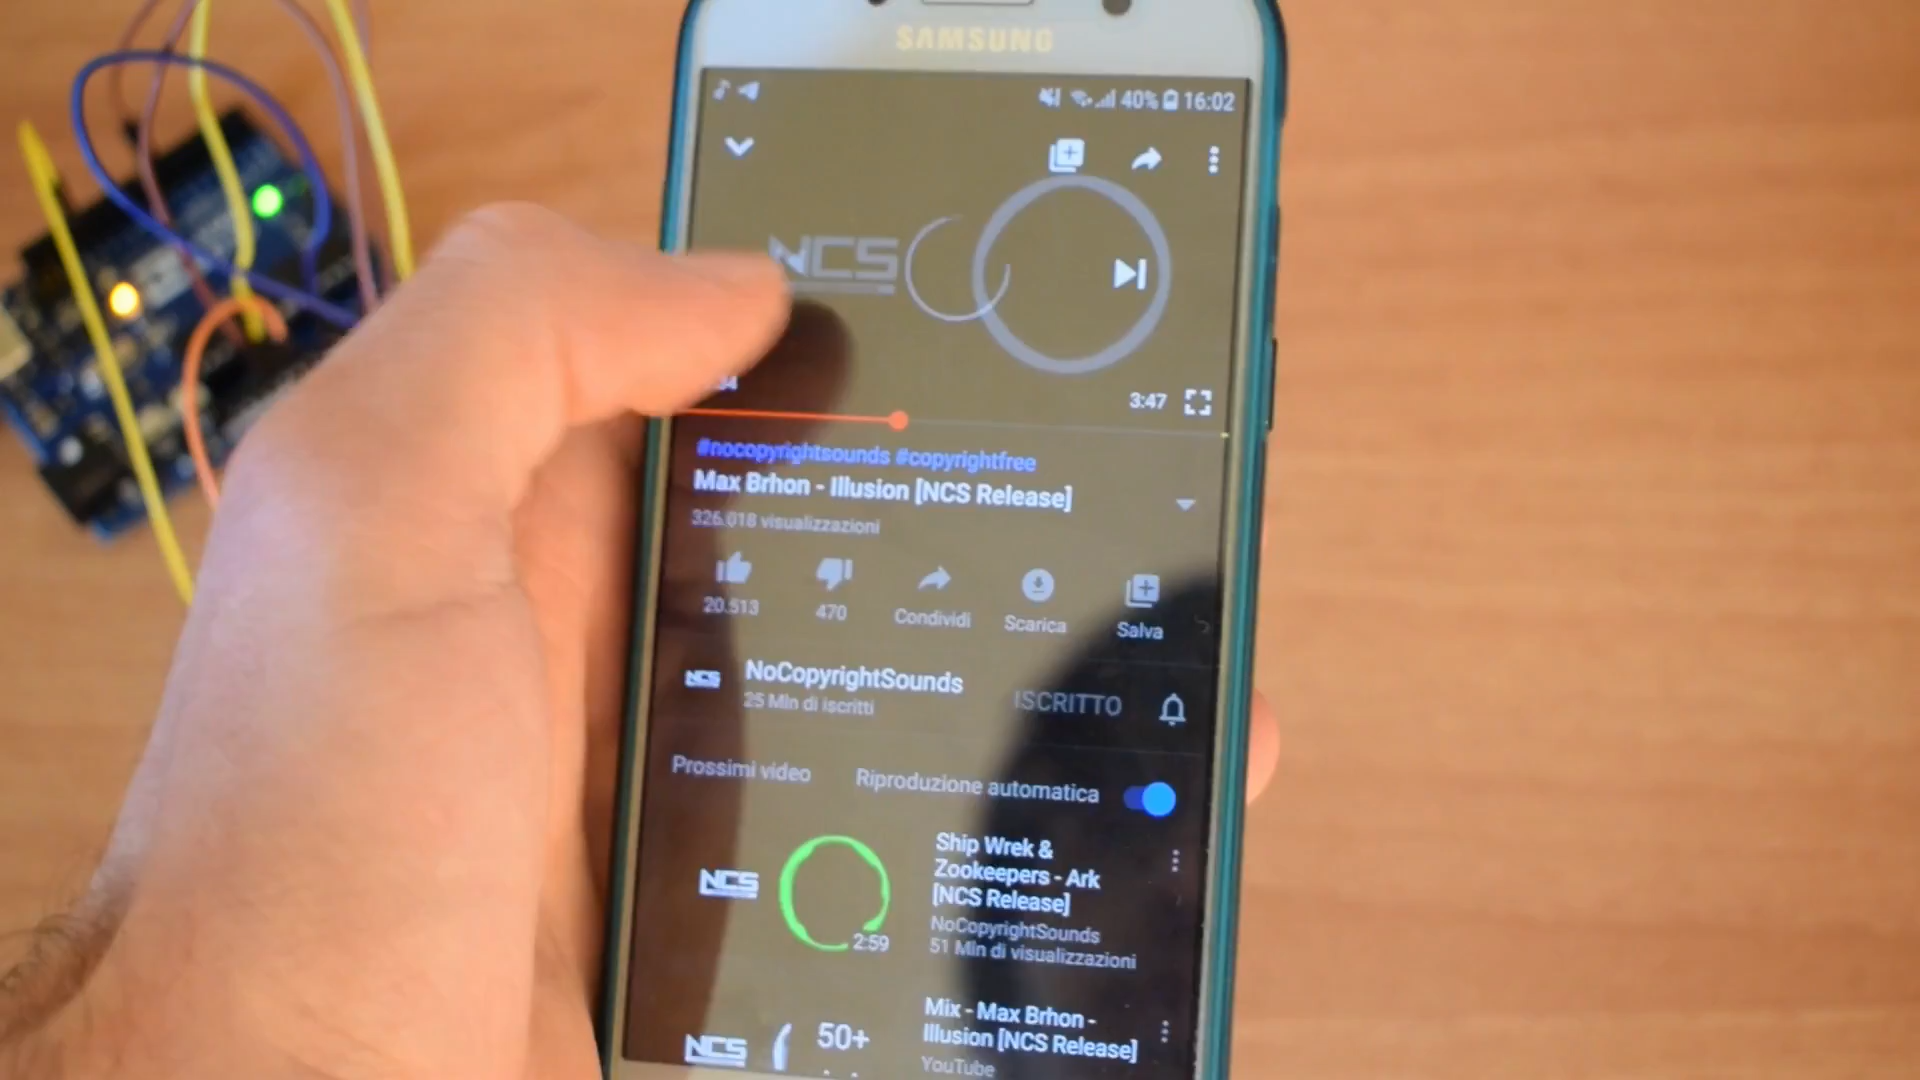 SAMSUNG
40% 16:02
NCS
3:47
#nocopyrightsounds #copyrightfree
Max Brhon - Illusion [NCS Release]
326.018 visualizzazioni
20.513
470
Condividi
Scarica
Salva
NCS
NoCopyrightSounds
25 Mln di iscritti
ISCRITTO
Prossimi video
Riproduzione automatica
NCS
2:59
Ship Wrek &
Zookeepers - Ark
[NCS Release]
NoCopyrightSounds
51 Mln di visualizzazioni
NCS
50+
Mix - Max Brhon -
Illusion [NCS Release]
YouTube